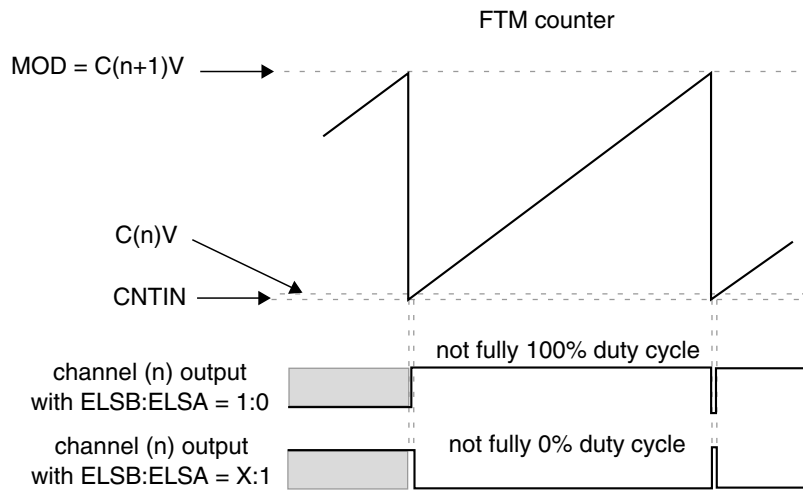 FTM counter
MOD = C(n+1)V
C(n)V
CNTIN
not fully 100% duty cycle
channel (n) output
with ELSB:ELSA = 1:0
not fully 0% duty cycle
channel (n) output
with ELSB:ELSA = X:1